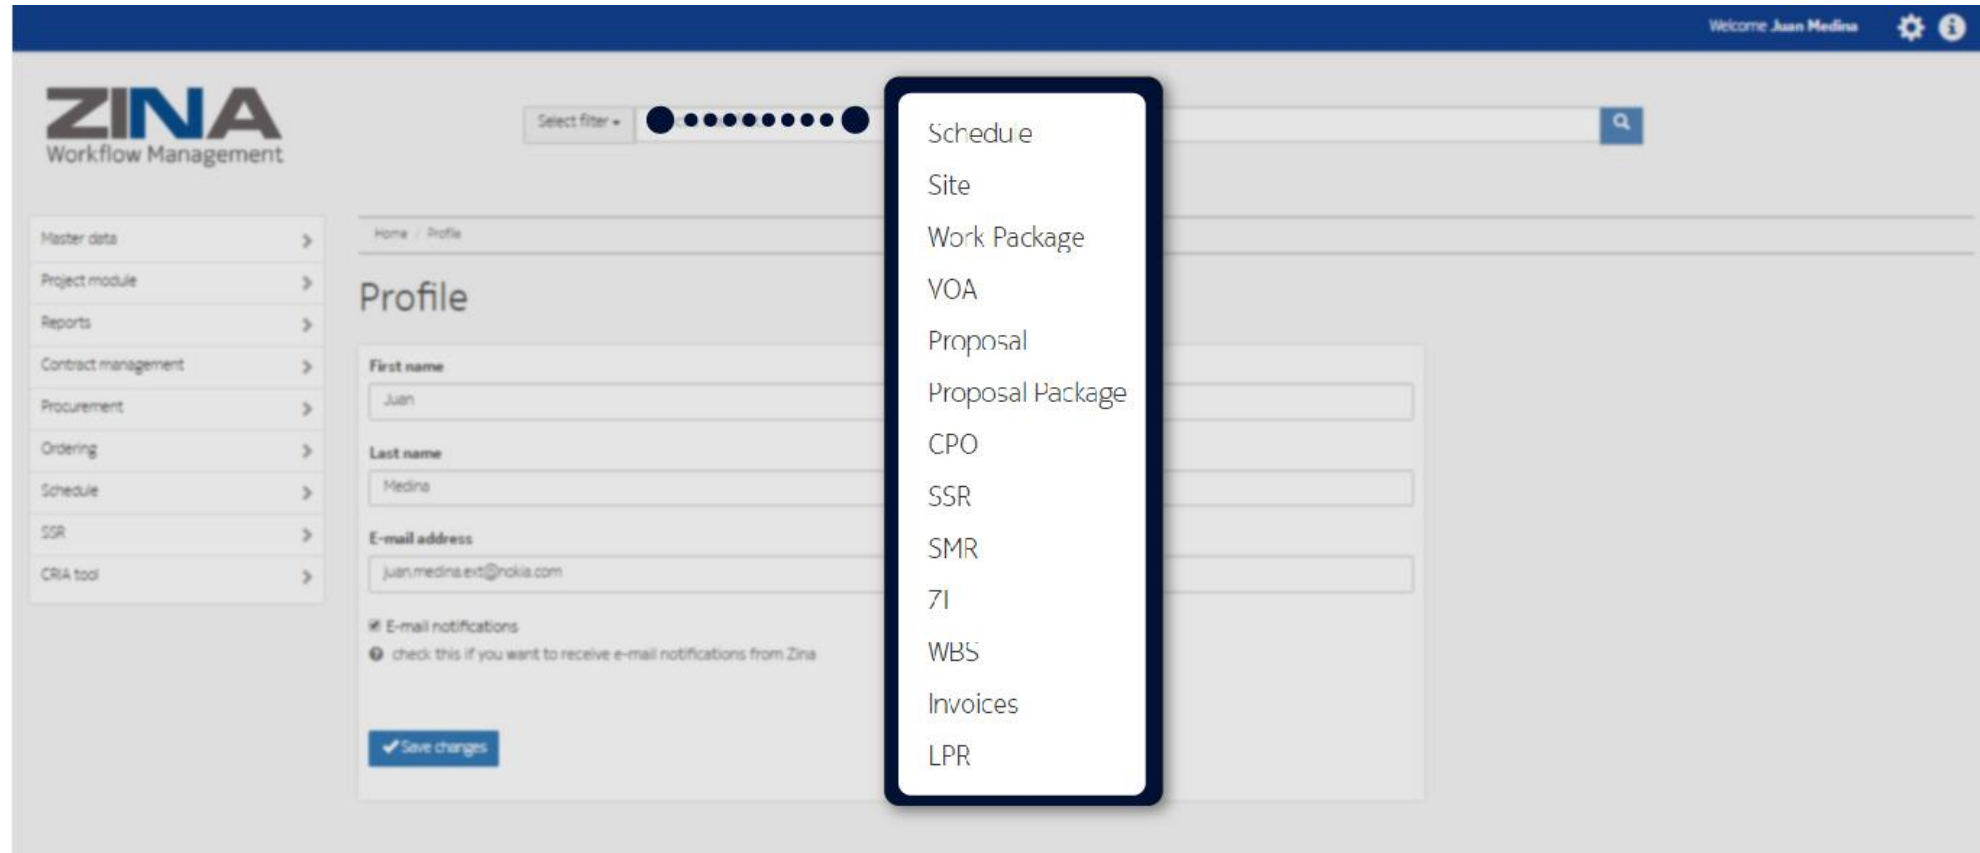 Welcome Juan Medina
ZINA
Workflow Management
Select filter
Schedule
Site
Work Package
VOA
Proposal
Proposal Package
CPO
SSR
SMR
7I
WBS
Invoices
LPR
Master data
Project module
Reports
Contract management
Procurement
Ordering
Schedule
SSR
CRIA tool
Home / Profile
Profile
First name
Juan
Last name
Medina
E-mail address
juan.medina.ext@nokia.com
E-mail notifications
check this if you want to receive e-mail notifications from Zina
Save changes